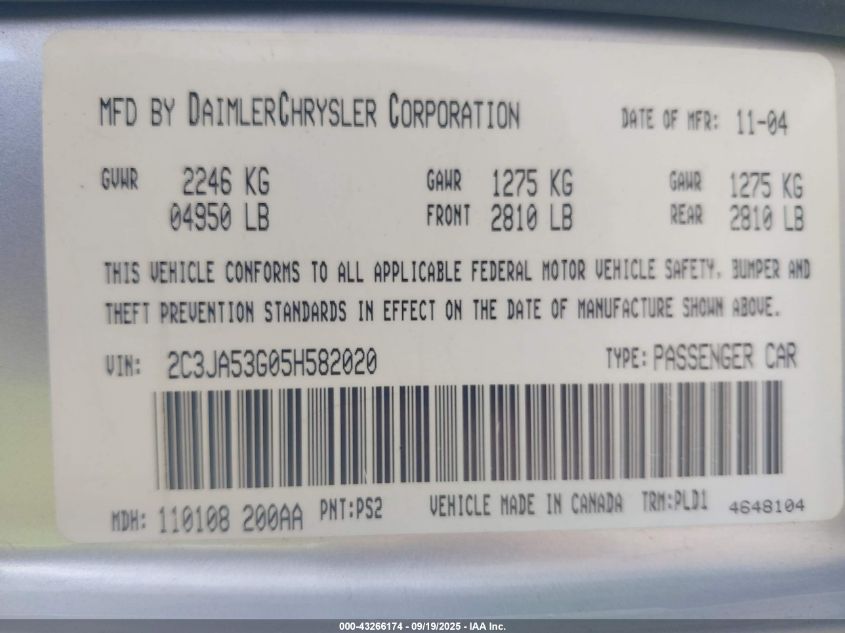 MFD BY DAIMLERCHRYSLER CORPORATION DATE OF MFR: 11-04
GVWR 2246 KG GAWR 1275 KG GAWR 1275 KG
04950 LB FRONT 2810 LB REAR 2810 LB
THIS VEHICLE CONFORMS TO ALL APPLICABLE FEDERAL MOTOR VEHICLE SAFETY, BUMPER AND
THEFT PREVENTION STANDARDS IN EFFECT ON THE DATE OF MANUFACTURE SHOWN ABOVE.
VIN: 2C3JA53G05H582020 TYPE: PASSENGER CAR
MDH: 110108 200AA PNT:PS2 VEHICLE MADE IN CANADA TRM:PLD1 4648104
000-43266174 - 09/19/2025 - IAA Inc.